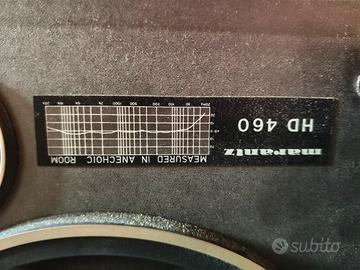 marantz
HD 460
MEASURED IN ANECHOIC ROOM
subito